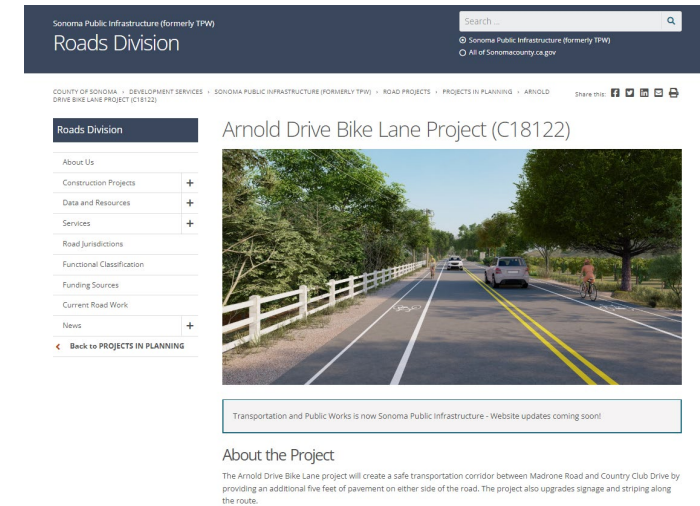 Sonoma Public Infrastructure (formerly TPW)
Roads Division
Search ...
Sonoma Public Infrastructure (formerly TPW)
All of Sonomacounty.ca.gov
COUNTY OF SONOMA › DEVELOPMENT SERVICES › SONOMA PUBLIC INFRASTRUCTURE (FORMERLY TPW) › ROAD PROJECTS › PROJECTS IN PLANNING › ARNOLD
DRIVE BIKE LANE PROJECT (C18122)
Share this:
Roads Division
About Us
Construction Projects +
Data and Resources +
Services +
Road Jurisdictions
Functional Classification
Funding Sources
Current Road Work
News +
Back to PROJECTS IN PLANNING
Arnold Drive Bike Lane Project (C18122)
Transportation and Public Works is now Sonoma Public Infrastructure - Website updates coming soon!
About the Project
The Arnold Drive Bike Lane project will create a safe transportation corridor between Madrone Road and Country Club Drive by
providing an additional five feet of pavement on either side of the road. The project also upgrades signage and striping along
the route.